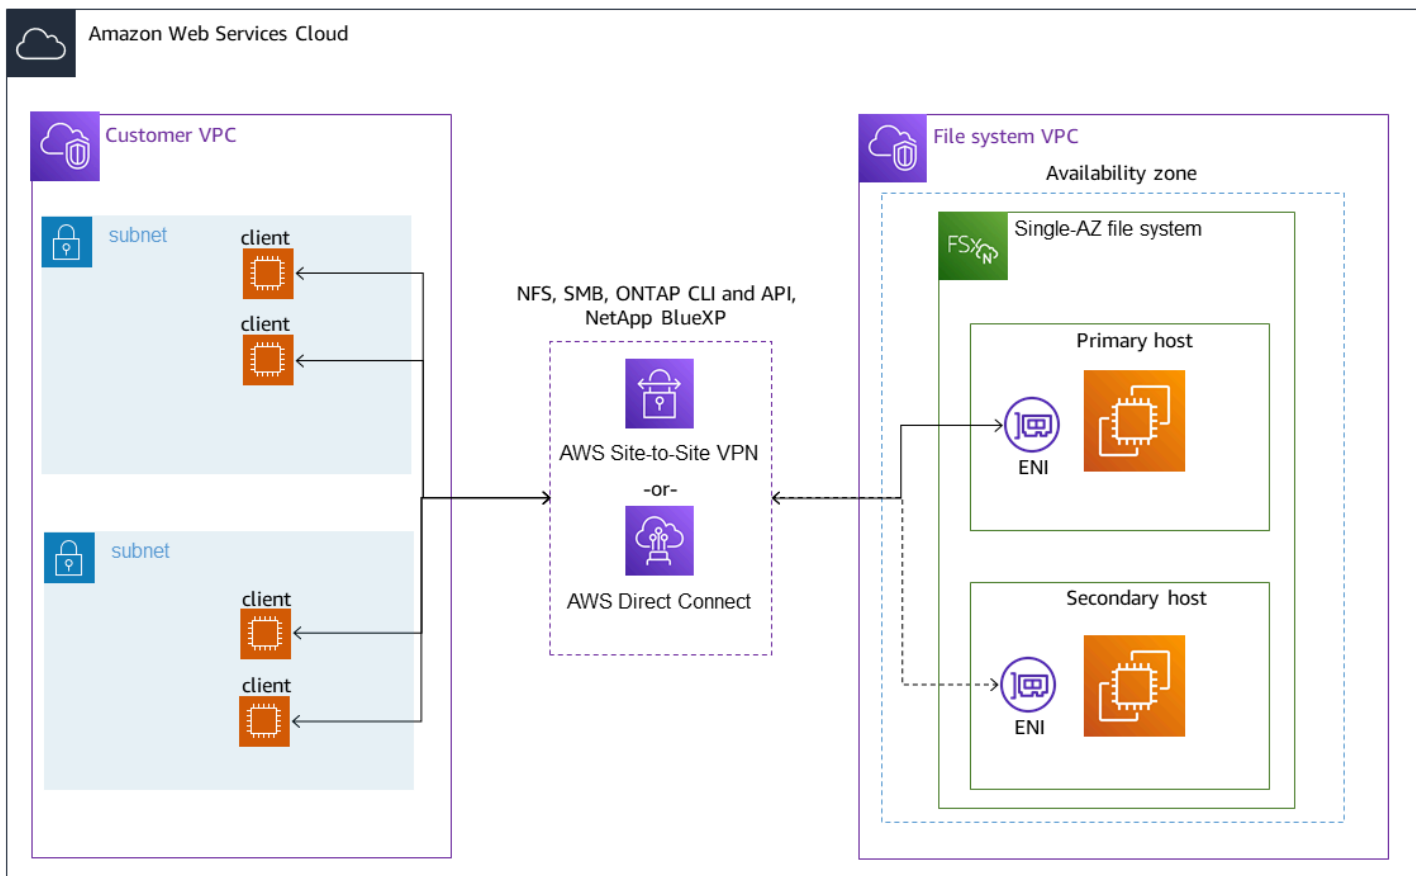 Amazon Web Services Cloud
Customer VPC
subnet
client
client
subnet
client
client
NFS, SMB, ONTAP CLI and API,
NetApp BlueXP
AWS Site-to-Site VPN
-or-
AWS Direct Connect
File system VPC
Availability zone
FSx
N
Single-AZ file system
Primary host
ENI
Secondary host
ENI